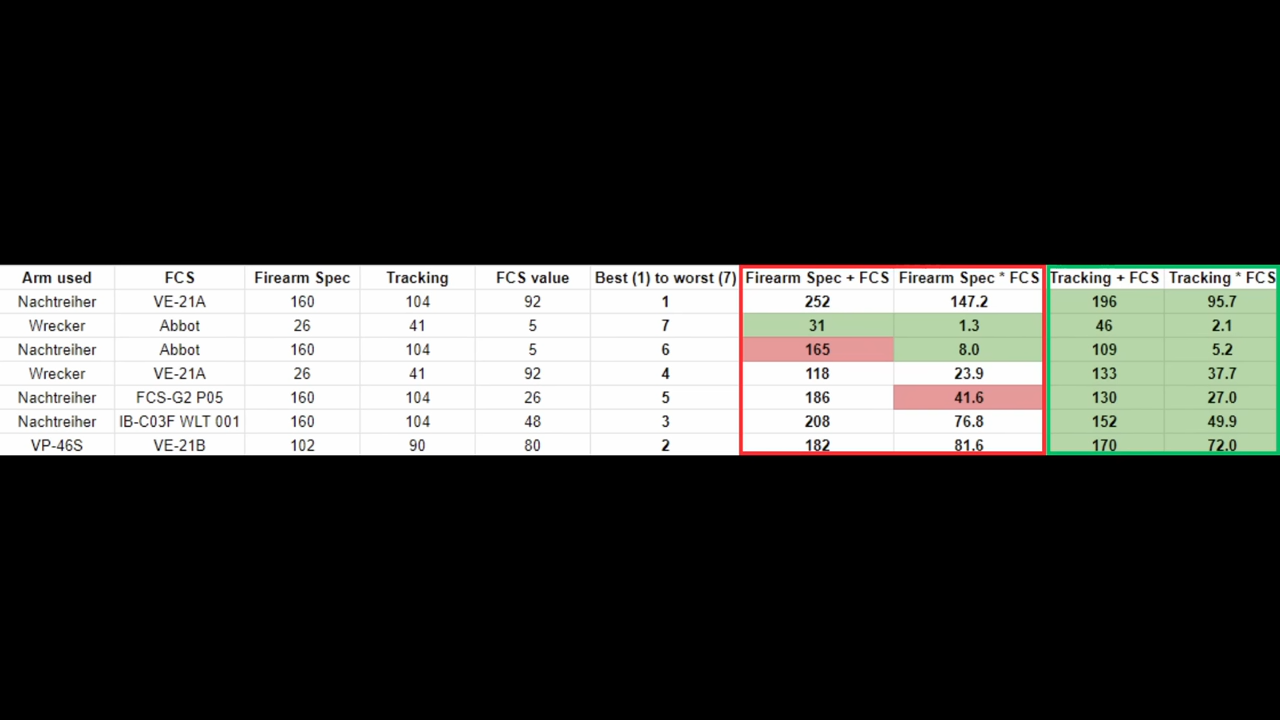 Arm used FCS Firearm Spec Tracking FCS value Best (1) to worst (7) Firearm Spec + FCS Firearm Spec * FCS Tracking + FCS Tracking * FCS
Nachtreiher VE-21A 160 104 92 1 252 147.2 196 95.7
Wrecker Abbot 26 41 5 7 31 1.3 46 2.1
Nachtreiher Abbot 160 104 5 6 165 8.0 109 5.2
Wrecker VE-21A 26 41 92 4 118 23.9 133 37.7
Nachtreiher FCS-G2 P05 160 104 26 5 186 41.6 130 27.0
Nachtreiher IB-C03F WLT 001 160 104 48 3 208 76.8 152 49.9
VP-46S VE-21B 102 90 80 2 182 81.6 170 72.0